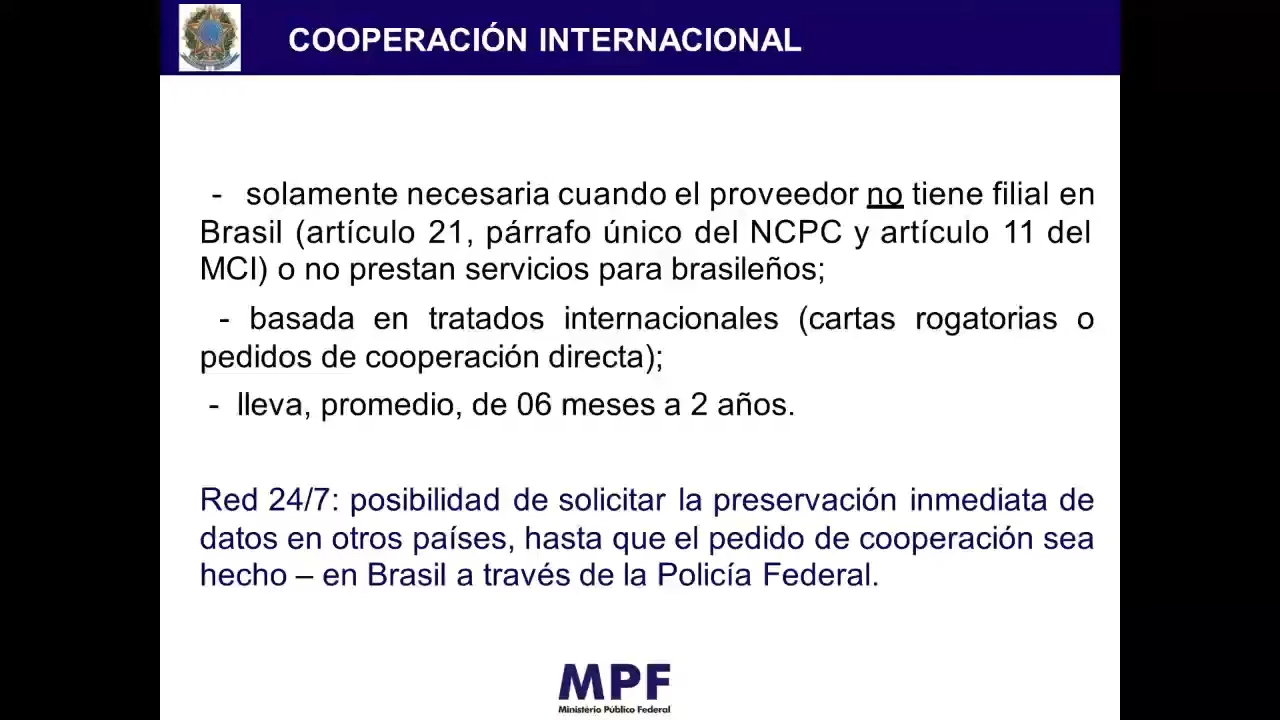 COOPERACIÓN INTERNACIONAL
- solamente necesaria cuando el proveedor no tiene filial en
Brasil (artículo 21, párrafo único del NCPC y artículo 11 del
MCI) o no prestan servicios para brasileños;
- basada en tratados internacionales (cartas rogatorias o
pedidos de cooperación directa);
- lleva, promedio, de 06 meses a 2 años.
Red 24/7: posibilidad de solicitar la preservación inmediata de
datos en otros países, hasta que el pedido de cooperación sea
hecho – en Brasil a través de la Policía Federal.
MPF
Ministério Público Federal